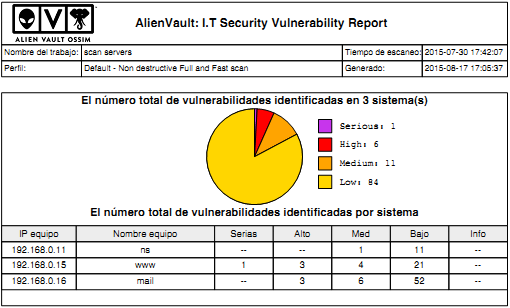 ALIEN VAULT OSSIM
AlienVault: I.T Security Vulnerability Report
Nombre del trabajo: scan servers Tiempo de escaneo: 2015-07-30 17:42:07
Perfil: Default - Non destructive Full and Fast scan Generado: 2015-08-17 17:05:37
El número total de vulnerabilidades identificadas en 3 sistema(s)
Serious: 1
High: 6
Medium: 11
Low: 84
El número total de vulnerabilidades identificadas por sistema
IP equipo Nombre equipo Serias Alto Med Bajo Info
192.168.0.11 ns -- -- 1 11 --
192.168.0.15 www 1 3 4 21 --
192.168.0.16 mail -- 3 6 52 --